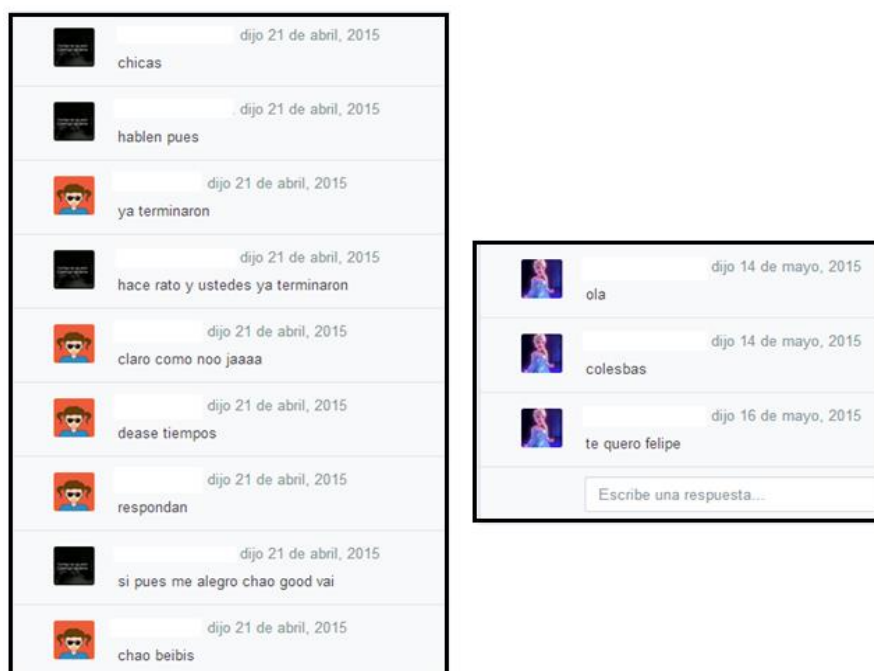 dijo 21 de abril, 2015
chicas
dijo 21 de abril, 2015
hablen pues
dijo 21 de abril, 2015
ya terminaron
dijo 21 de abril, 2015
hace rato y ustedes ya terminaron
dijo 21 de abril, 2015
claro como noo jaaaa
dijo 21 de abril, 2015
dease tiempos
dijo 21 de abril, 2015
respondan
dijo 21 de abril, 2015
si pues me alegro chao good vai
dijo 21 de abril, 2015
chao beibis
dijo 14 de mayo, 2015
ola
dijo 14 de mayo, 2015
colesbas
dijo 16 de mayo, 2015
te quero felipe
Escribe una respuesta...